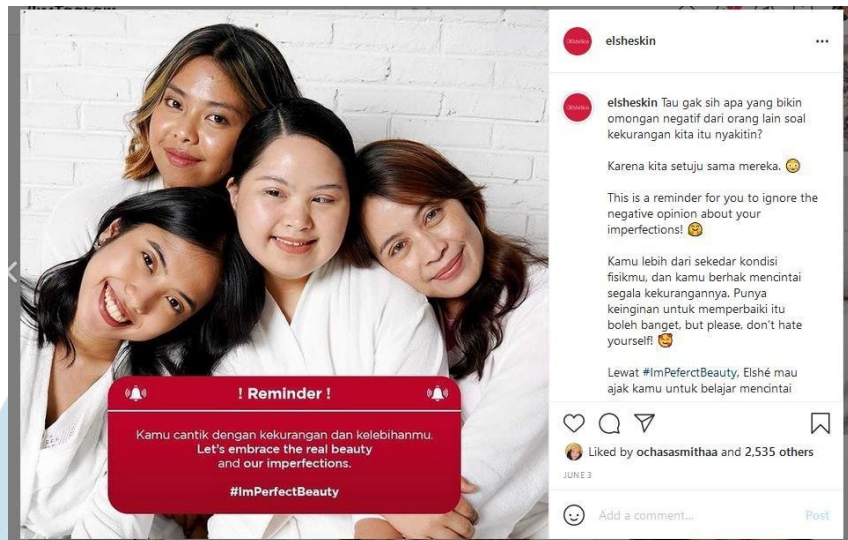 Instagram
! Reminder !
Kamu cantik dengan kekurangan dan kelebihanmu.
Let's embrace the real beauty
and our imperfections.
#ImPerfectBeauty
elsheskin
elsheskin Tau gak sih apa yang bikin
omongan negatif dari orang lain soal
kekurangan kita itu nyakitin?
Karena kita setuju sama mereka.
This is a reminder for you to ignore the
negative opinion about your
imperfections!
Kamu lebih dari sekedar kondisi
fisikmu, dan kamu berhak mencintai
segala kekurangannya. Punya
keinginan untuk memperbaiki itu
boleh banget, but please, don't hate
yourself!
Lewat #ImPeferctBeauty, Elshé mau
ajak kamu untuk belajar mencintai
Liked by ochasasmithaa and 2,535 others
JUNE 3
Add a comment...
Post